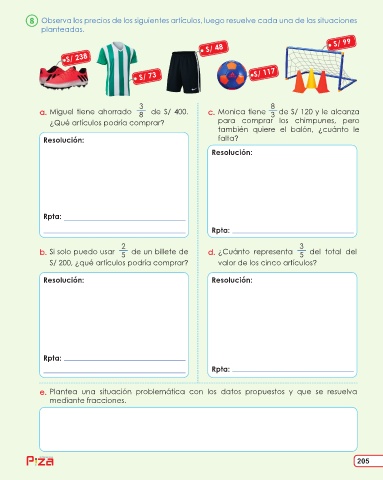 8 Observa los precios de los siguientes artículos, luego resuelve cada una de las situaciones
planteadas.
S/ 238
S/ 73
S/ 48
S/ 117
S/ 99
a. Miguel tiene ahorrado 3/8 de S/ 400.
¿Qué artículos podría comprar?
Resolución:
Rpta:
b. Si solo puedo usar 2/5 de un billete de
S/ 200, ¿qué artículos podría comprar?
Resolución:
Rpta:
c. Monica tiene 8/3 de S/ 120 y le alcanza
para comprar los chimpunes, pero
también quiere el balón, ¿cuánto le
falta?
Resolución:
Rpta:
d. ¿Cuánto representa 3/5 del total del
valor de los cinco artículos?
Resolución:
Rpta:
e. Plantea una situación problemática con los datos propuestos y que se resuelva
mediante fracciones.
Piza
205